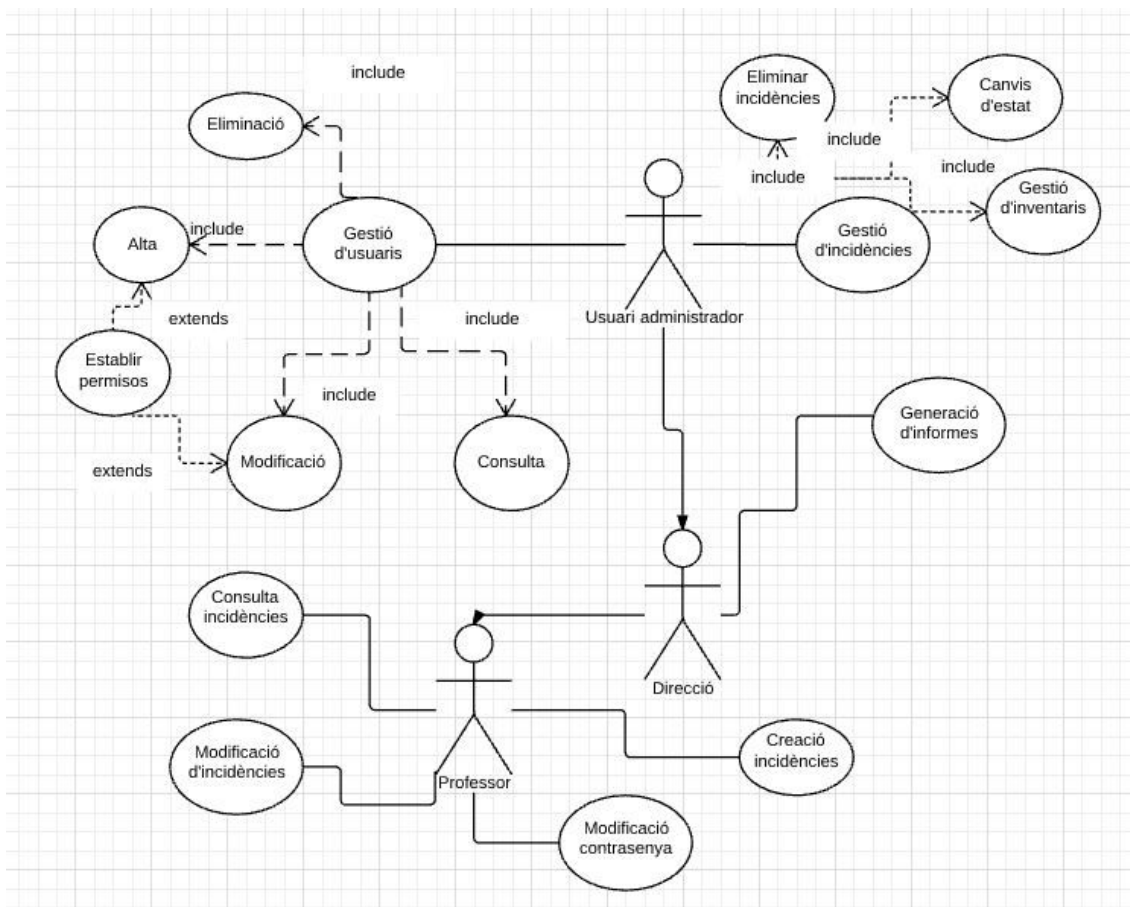 include
Eliminar
incidències
Canvis
d'estat
Eliminació
include
include
include
Gestió
d'inventaris
Alta
include
Gestió
d'usuaris
Gestió
d'incidències
Usuari administrador
extends
include
Establir
permisos
include
Generació
d'informes
extends
Modificació
Consulta
Consulta
incidències
Direcció
Modificació
d'incidències
Professor
Creació
incidències
Modificació
contrasenya